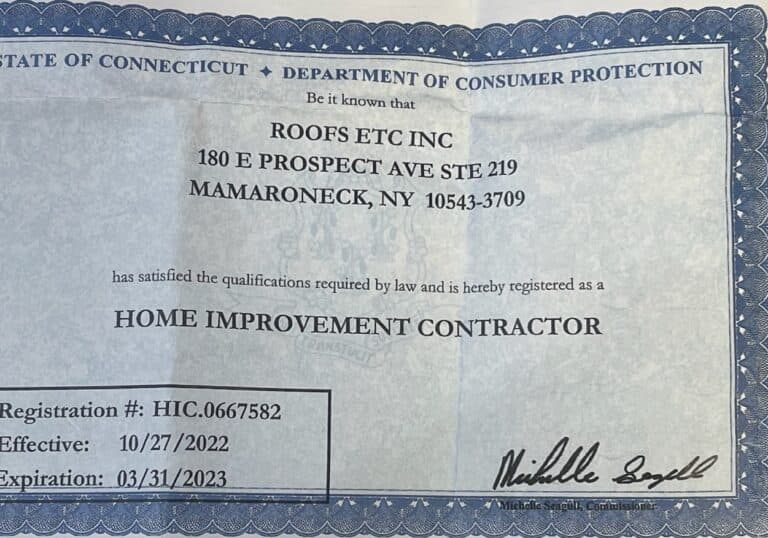 STATE OF CONNECTICUT ✦ DEPARTMENT OF CONSUMER PROTECTION
Be it known that
ROOFS ETC INC
180 E PROSPECT AVE STE 219
MAMARONECK, NY 10543-3709
has satisfied the qualifications required by law and is hereby registered as a
HOME IMPROVEMENT CONTRACTOR
Registration #: HIC.0667582
Effective: 10/27/2022
Expiration: 03/31/2023
Michelle Seagull
Michelle Seagull, Commissioner